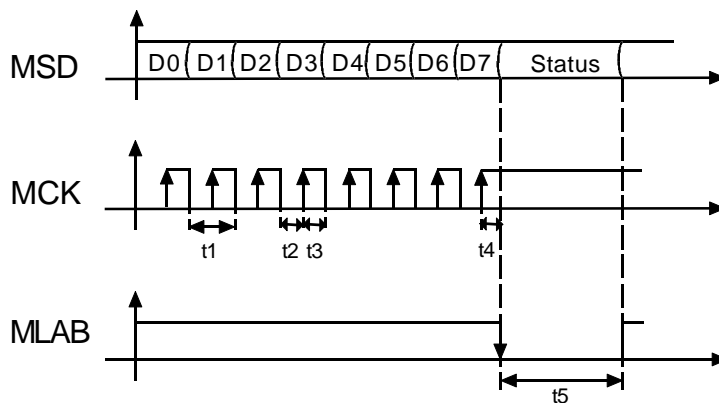 MSD D0 D1 D2 D3 D4 D5 D6 D7 Status
MCK
t1 t2 t3 t4
MLAB
t5